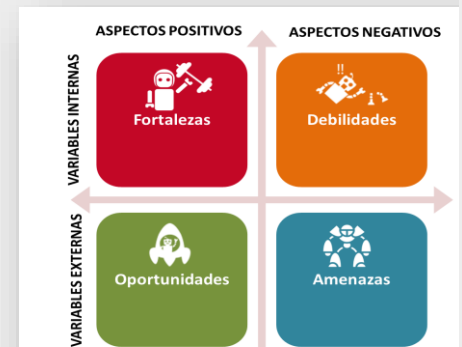 ASPECTOS POSITIVOS
ASPECTOS NEGATIVOS
VARIABLES INTERNAS
Fortalezas
!!
Debilidades
VARIABLES EXTERNAS
Oportunidades
Amenazas